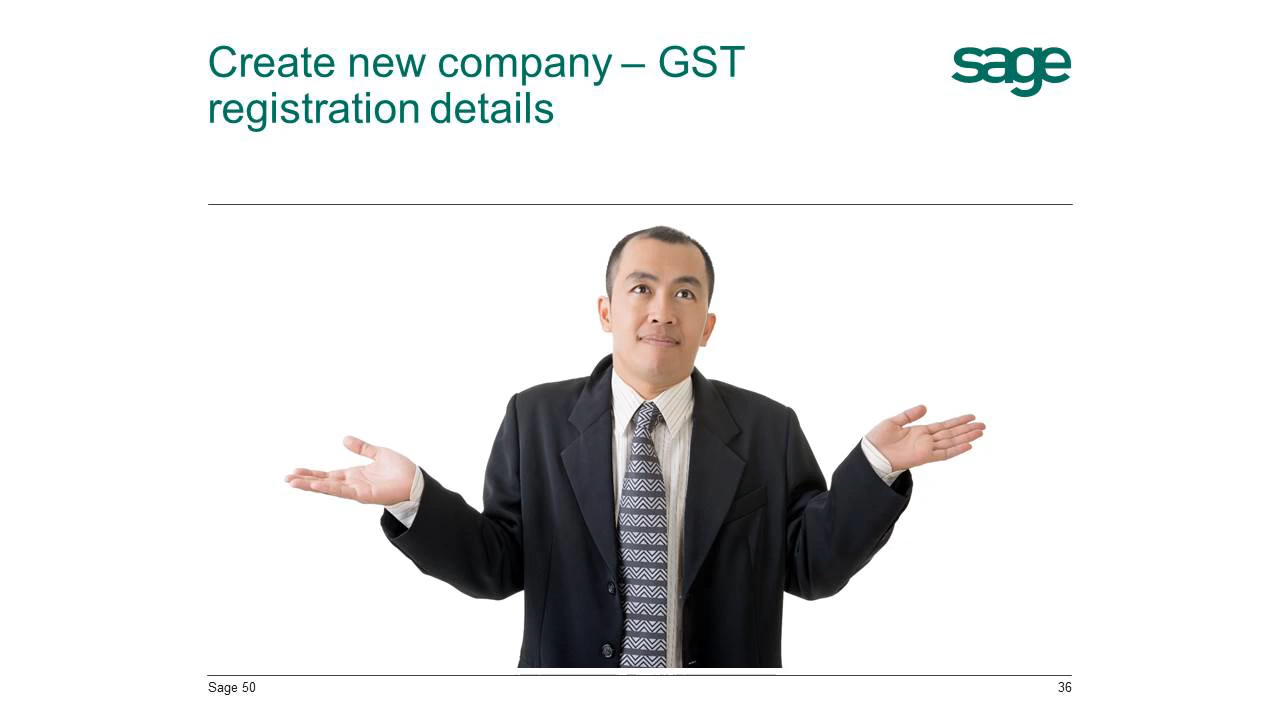 Create new company – GST
registration details
sage
Sage 50
36